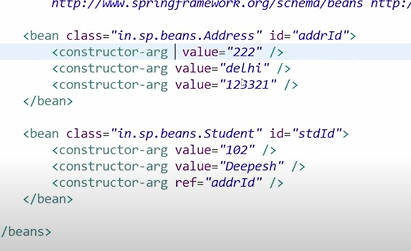 http://www.springframework.org/schema/beans http:/
<bean class="in.sp.beans.Address" id="addrId">
<constructor-arg value="222" />
<constructor-arg value="delhi" />
<constructor-arg value="123321" />
</bean>
<bean class="in.sp.beans.Student" id="stdId">
<constructor-arg value="102" />
<constructor-arg value="Deepesh" />
<constructor-arg ref="addrId" />
</bean>
/beans>